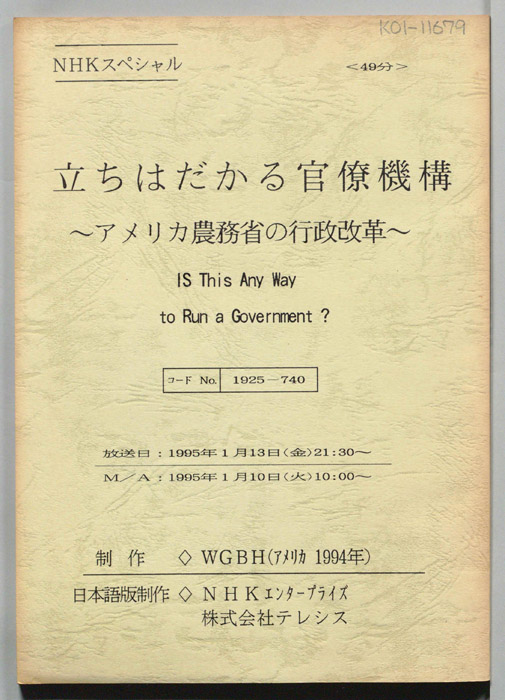 K01-11679
NHKスペシャル
<49分>
立ちはだかる官僚機構
~アメリカ農務省の行政改革~
IS This Any Way
to Run a Government ?
コード No. 1925-740
放送日:1995年1月13日(金)21:30~
M/A:1995年1月10日(火)10:00~
制作 ◇ WGBH(アメリカ 1994年)
日本語版制作 ◇ NHKエンタープライズ
株式会社テレシス